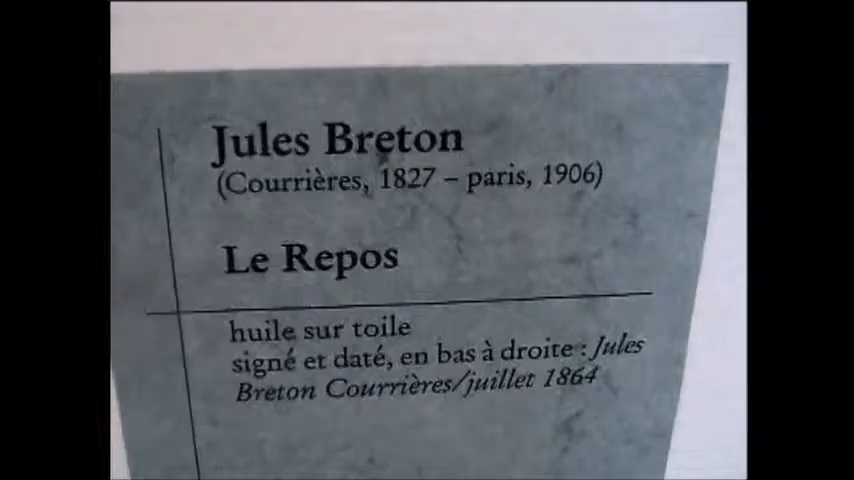 Jules Breton
(Courrières, 1827 – paris, 1906)
Le Repos
huile sur toile
signé et daté, en bas à droite : Jules
Breton Courrières/juillet 1864